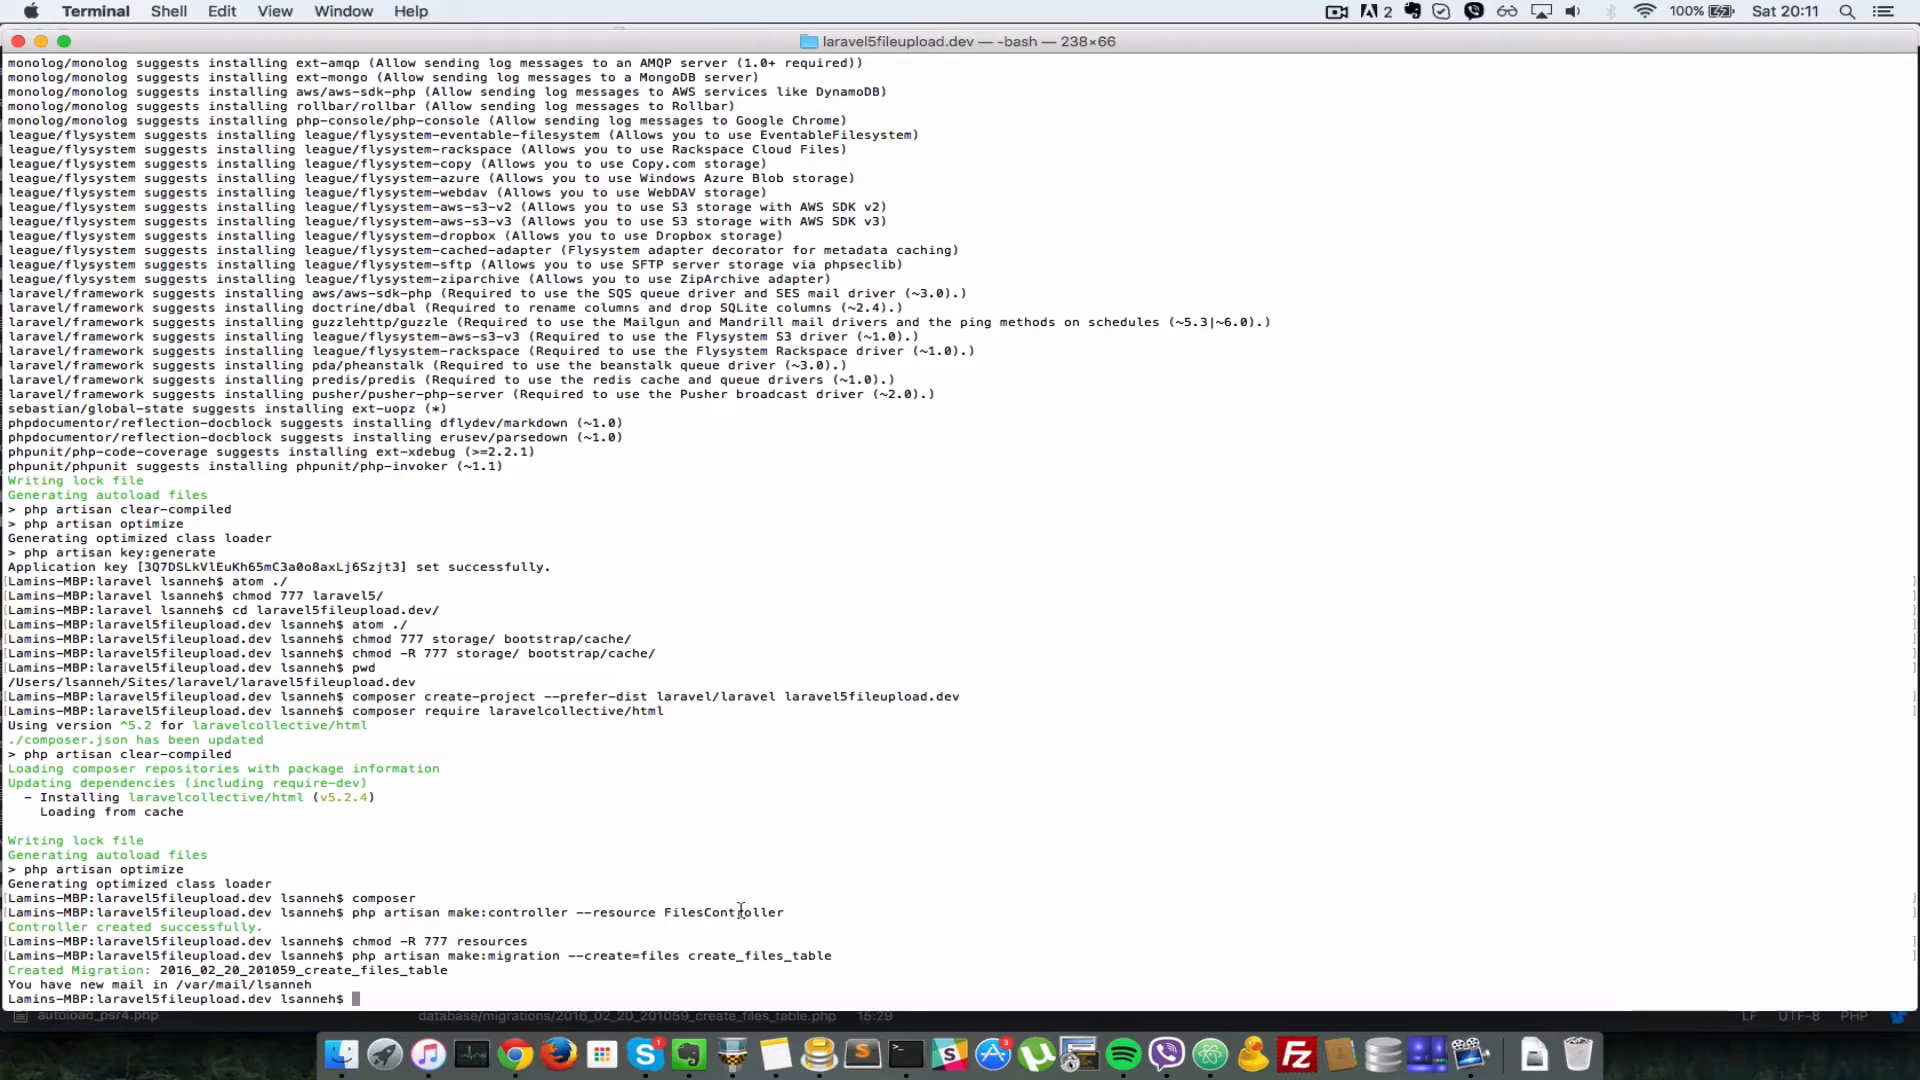 Terminal Shell Edit View Window Help 2 100% Sat 20:11
laravel5fileupload.dev — -bash — 238×66
monolog/monolog suggests installing ext-amqp (Allow sending log messages to an AMQP server (1.0+ required))
monolog/monolog suggests installing ext-mongo (Allow sending log messages to a MongoDB server)
monolog/monolog suggests installing aws/aws-sdk-php (Allow sending log messages to AWS services like DynamoDB)
monolog/monolog suggests installing rollbar/rollbar (Allow sending log messages to Rollbar)
monolog/monolog suggests installing php-console/php-console (Allow sending log messages to Google Chrome)
league/flysystem suggests installing league/flysystem-eventable-filesystem (Allows you to use EventableFilesystem)
league/flysystem suggests installing league/flysystem-rackspace (Allows you to use Rackspace Cloud Files)
league/flysystem suggests installing league/flysystem-copy (Allows you to use Copy.com storage)
league/flysystem suggests installing league/flysystem-azure (Allows you to use Windows Azure Blob storage)
league/flysystem suggests installing league/flysystem-webdav (Allows you to use WebDAV storage)
league/flysystem suggests installing league/flysystem-aws-s3-v2 (Allows you to use S3 storage with AWS SDK v2)
league/flysystem suggests installing league/flysystem-aws-s3-v3 (Allows you to use S3 storage with AWS SDK v3)
league/flysystem suggests installing league/flysystem-dropbox (Allows you to use Dropbox storage)
league/flysystem suggests installing league/flysystem-cached-adapter (Flysystem adapter decorator for metadata caching)
league/flysystem suggests installing league/flysystem-sftp (Allows you to use SFTP server storage via phpseclib)
league/flysystem suggests installing league/flysystem-ziparchive (Allows you to use ZipArchive adapter)
laravel/framework suggests installing aws/aws-sdk-php (Required to use the SQS queue driver and SES mail driver (~3.0).)
laravel/framework suggests installing doctrine/dbal (Required to rename columns and drop SQLite columns (~2.4).)
laravel/framework suggests installing guzzlehttp/guzzle (Required to use the Mailgun and Mandrill mail drivers and the ping methods on schedules (~5.3|~6.0).)
laravel/framework suggests installing league/flysystem-aws-s3-v3 (Required to use the Flysystem S3 driver (~1.0).)
laravel/framework suggests installing league/flysystem-rackspace (Required to use the Flysystem Rackspace driver (~1.0).)
laravel/framework suggests installing pda/pheanstalk (Required to use the beanstalk queue driver (~3.0).)
laravel/framework suggests installing predis/predis (Required to use the redis cache and queue drivers (~1.0).)
laravel/framework suggests installing pusher/pusher-php-server (Required to use the Pusher broadcast driver (~2.0).)
sebastian/global-state suggests installing ext-uopz (*)
phpdocumentor/reflection-docblock suggests installing dflydev/markdown (~1.0)
phpdocumentor/reflection-docblock suggests installing erusev/parsedown (~1.0)
phpunit/php-code-coverage suggests installing ext-xdebug (>=2.2.1)
phpunit/phpunit suggests installing phpunit/php-invoker (~1.1)
Writing lock file
Generating autoload files
> php artisan clear-compiled
> php artisan optimize
Generating optimized class loader
> php artisan key:generate
Application key [3Q7DSLkVlEuKh65mC3a0o8axLj6Szjt3] set successfully.
[Lamins-MBP:laravel lsanneh$ atom ./
[Lamins-MBP:laravel lsanneh$ chmod 777 laravel5/
[Lamins-MBP:laravel lsanneh$ cd laravel5fileupload.dev/
[Lamins-MBP:laravel5fileupload.dev lsanneh$ atom ./
[Lamins-MBP:laravel5fileupload.dev lsanneh$ chmod 777 storage/ bootstrap/cache/
[Lamins-MBP:laravel5fileupload.dev lsanneh$ chmod -R 777 storage/ bootstrap/cache/
[Lamins-MBP:laravel5fileupload.dev lsanneh$ pwd
/Users/lsanneh/Sites/laravel/laravel5fileupload.dev
[Lamins-MBP:laravel5fileupload.dev lsanneh$ composer create-project --prefer-dist laravel/laravel laravel5fileupload.dev
[Lamins-MBP:laravel5fileupload.dev lsanneh$ composer require laravelcollective/html
Using version ^5.2 for laravelcollective/html
./composer.json has been updated
> php artisan clear-compiled
Loading composer repositories with package information
Updating dependencies (including require-dev)
- Installing laravelcollective/html (v5.2.4)
Loading from cache
Writing lock file
Generating autoload files
> php artisan optimize
Generating optimized class loader
[Lamins-MBP:laravel5fileupload.dev lsanneh$ composer
[Lamins-MBP:laravel5fileupload.dev lsanneh$ php artisan make:controller --resource FilesController
Controller created successfully.
[Lamins-MBP:laravel5fileupload.dev lsanneh$ chmod -R 777 resources
[Lamins-MBP:laravel5fileupload.dev lsanneh$ php artisan make:migration --create=files create_files_table
Created Migration: 2016_02_20_201059_create_files_table
You have new mail in /var/mail/lsanneh
Lamins-MBP:laravel5fileupload.dev lsanneh$
autoload_psr4.php database/migrations/2016_02_20_201059_create_files_table.php 15:29 LF UTF-8 PHP